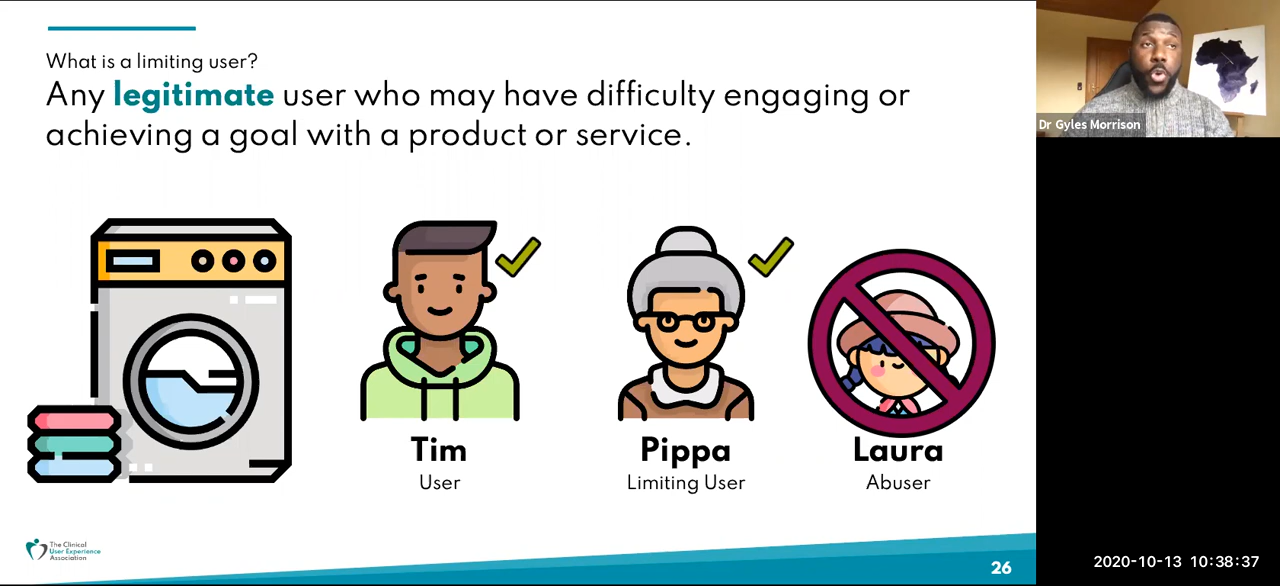 What is a limiting user?
Any legitimate user who may have difficulty engaging or
achieving a goal with a product or service.
Dr Gyles Morrison
Tim
User
Pippa
Limiting User
Laura
Abuser
The Clinical
User Experience
Association
26
2020-10-13 10:38:37